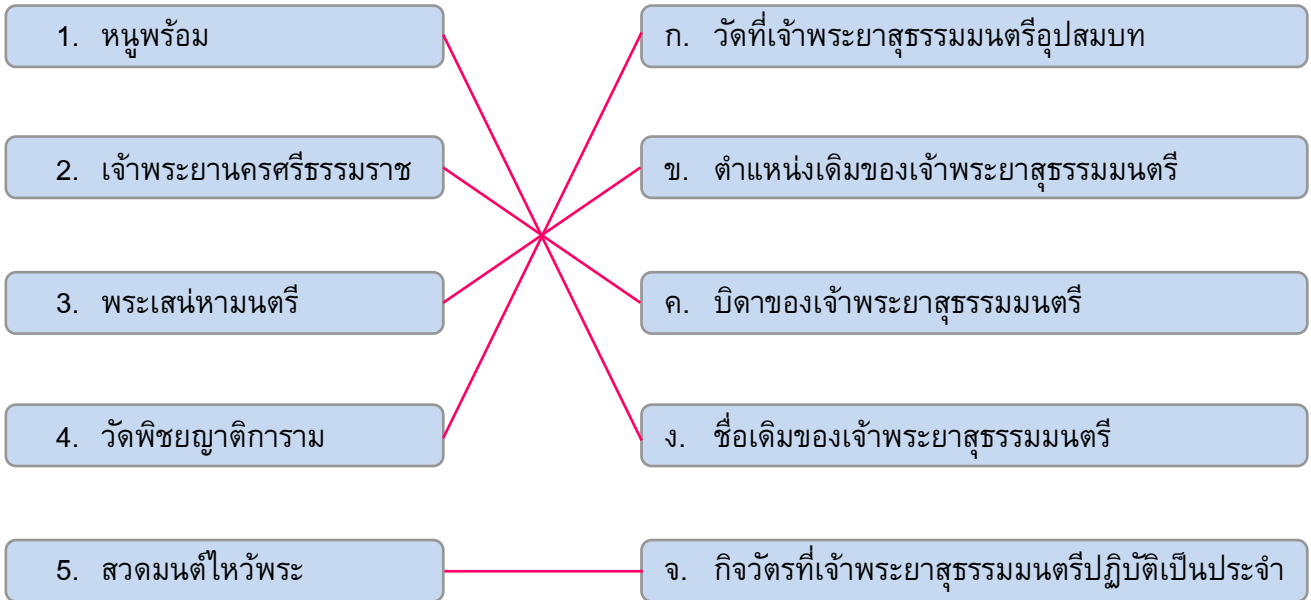 1. หนูพร้อม
ก. วัดที่เจ้าพระยาสุธรรมมนตรีอุปสมบท
2. เจ้าพระยานครศรีธรรมราช
ข. ตำแหน่งเดิมของเจ้าพระยาสุธรรมมนตรี
3. พระเสน่หามนตรี
ค. บิดาของเจ้าพระยาสุธรรมมนตรี
4. วัดพิชยญาติการาม
ง. ชื่อเดิมของเจ้าพระยาสุธรรมมนตรี
5. สวดมนต์ไหว้พระ
จ. กิจวัตรที่เจ้าพระยาสุธรรมมนตรีปฏิบัติเป็นประจำ